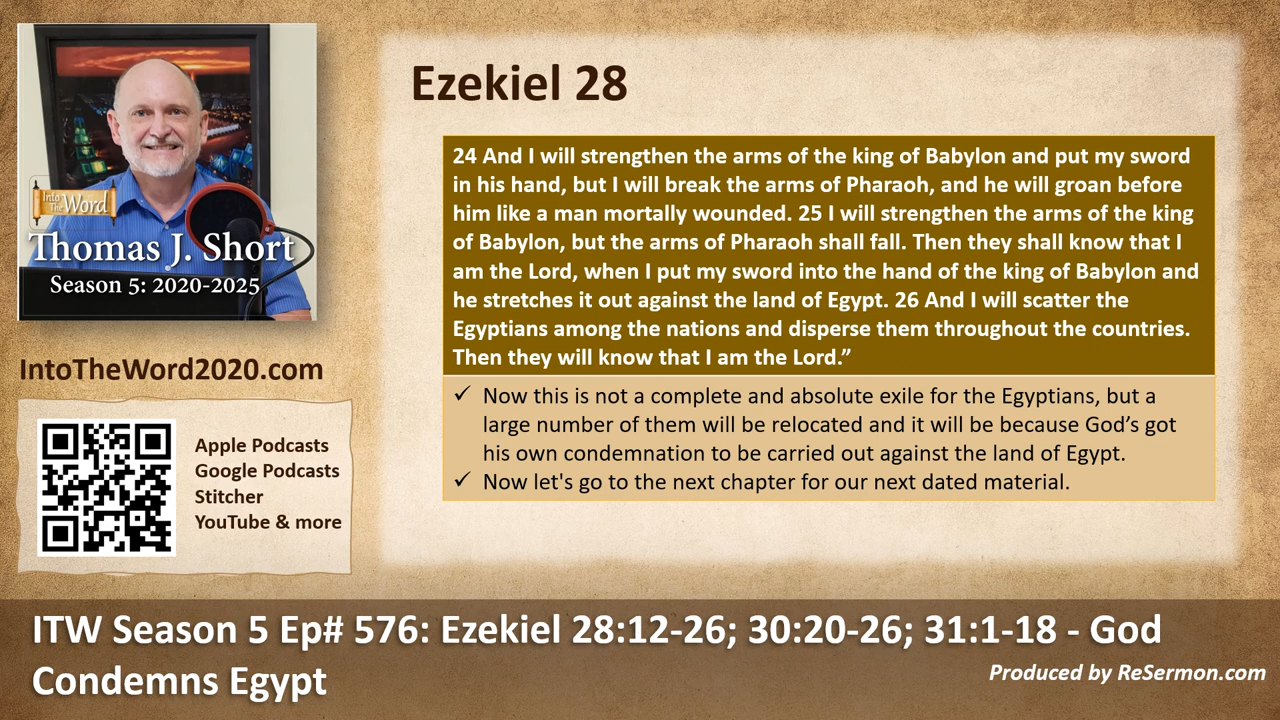 Into
The Word
Thomas J. Short
Season 5: 2020-2025
IntoTheWord2020.com
Apple Podcasts
Google Podcasts
Stitcher
YouTube & more
Ezekiel 28
24 And I will strengthen the arms of the king of Babylon and put my sword
in his hand, but I will break the arms of Pharaoh, and he will groan before
him like a man mortally wounded. 25 I will strengthen the arms of the king
of Babylon, but the arms of Pharaoh shall fall. Then they shall know that I
am the Lord, when I put my sword into the hand of the king of Babylon and
he stretches it out against the land of Egypt. 26 And I will scatter the
Egyptians among the nations and disperse them throughout the countries.
Then they will know that I am the Lord.”
✓ Now this is not a complete and absolute exile for the Egyptians, but a
large number of them will be relocated and it will be because God’s got
his own condemnation to be carried out against the land of Egypt.
✓ Now let's go to the next chapter for our next dated material.
ITW Season 5 Ep# 576: Ezekiel 28:12-26; 30:20-26; 31:1-18 - God
Condemns Egypt
Produced by ReSermon.com